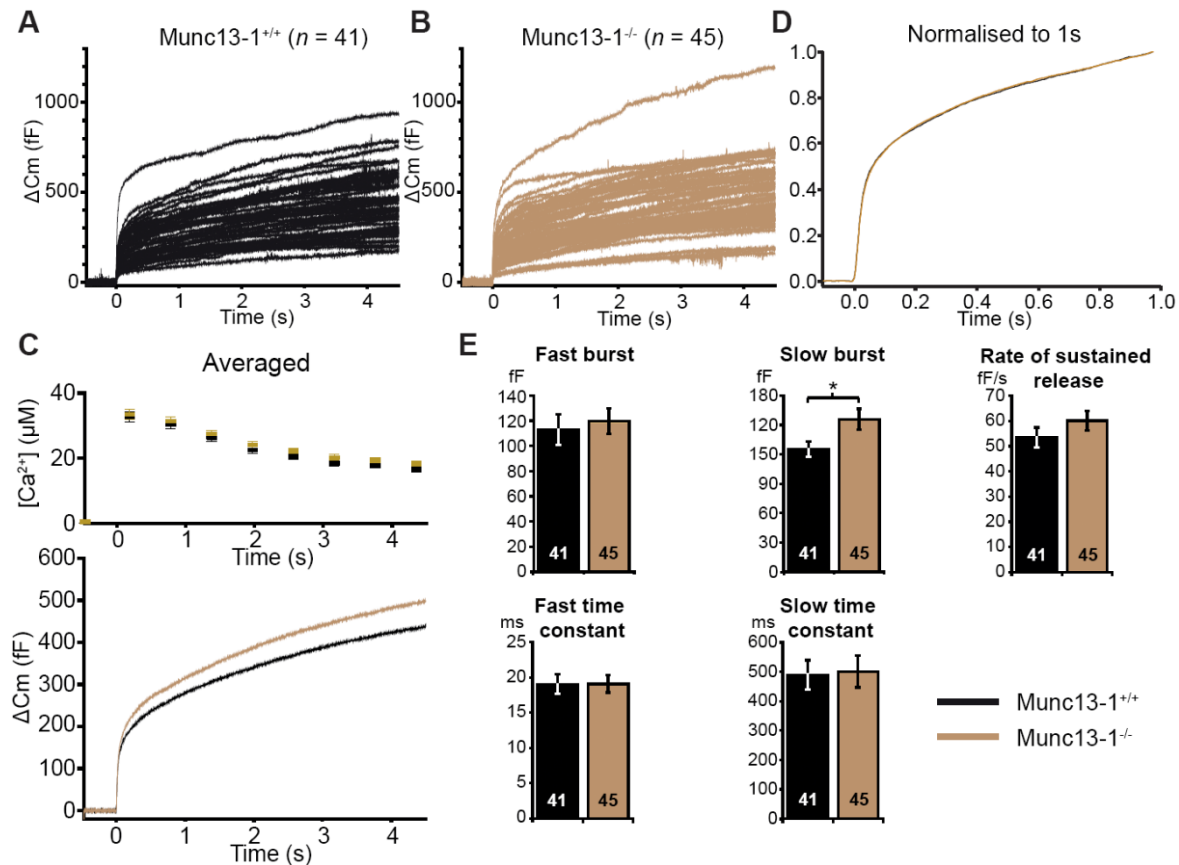 A
Munc13-1+/+ (n = 41)
ΔCm (fF)
1000
500
0
0 1 2 3 4
Time (s)
B
Munc13-1-/- (n = 45)
ΔCm (fF)
1000
500
0
0 1 2 3 4
Time (s)
D
Normalised to 1s
1.0
0.8
0.6
0.4
0.2
0.0
0.0 0.2 0.4 0.6 0.8 1.0
Time (s)
C
Averaged
[Ca2+] (μM)
40
20
0
0 1 2 3 4
Time (s)
ΔCm (fF)
600
500
400
300
200
100
0
0 1 2 3 4
Time (s)
E
Fast burst
fF
140
120
100
80
60
40
20
0
41 45
Slow burst
fF
180
120
150
90
180
60
0
*
41 45
Rate of sustained
release
fF/s
70
60
50
40
30
20
10
0
41 45
Fast time
constant
ms
25
20
15
10
5
0
41 45
Slow time
constant
ms
600
500
400
300
200
100
0
41 45
Munc13-1+/+
Munc13-1-/-